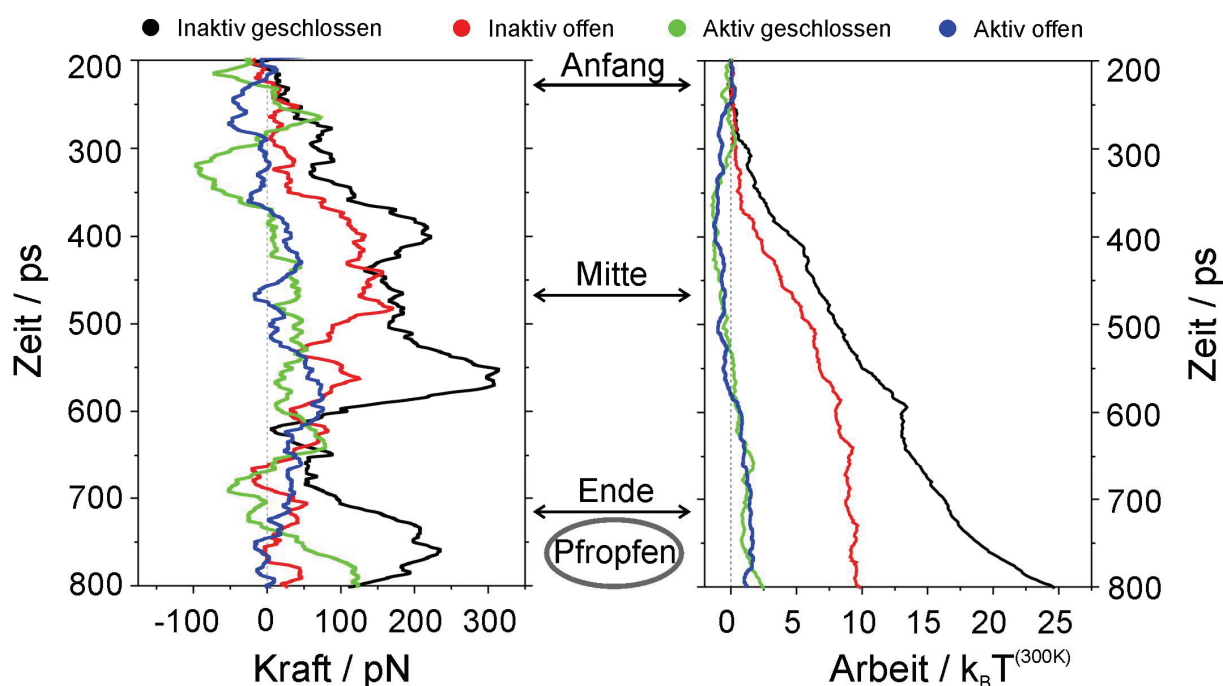 Inaktiv geschlossen Inaktiv offen Aktiv geschlossen Aktiv offen
200
300
400
500
600
700
800
Zeit / ps
-100 0 100 200 300
Kraft / pN
Anfang
Mitte
Ende
Pfropfen
200
300
400
500
600
700
800
Zeit / ps
0 5 10 15 20 25
Arbeit / k_BT^(300K)